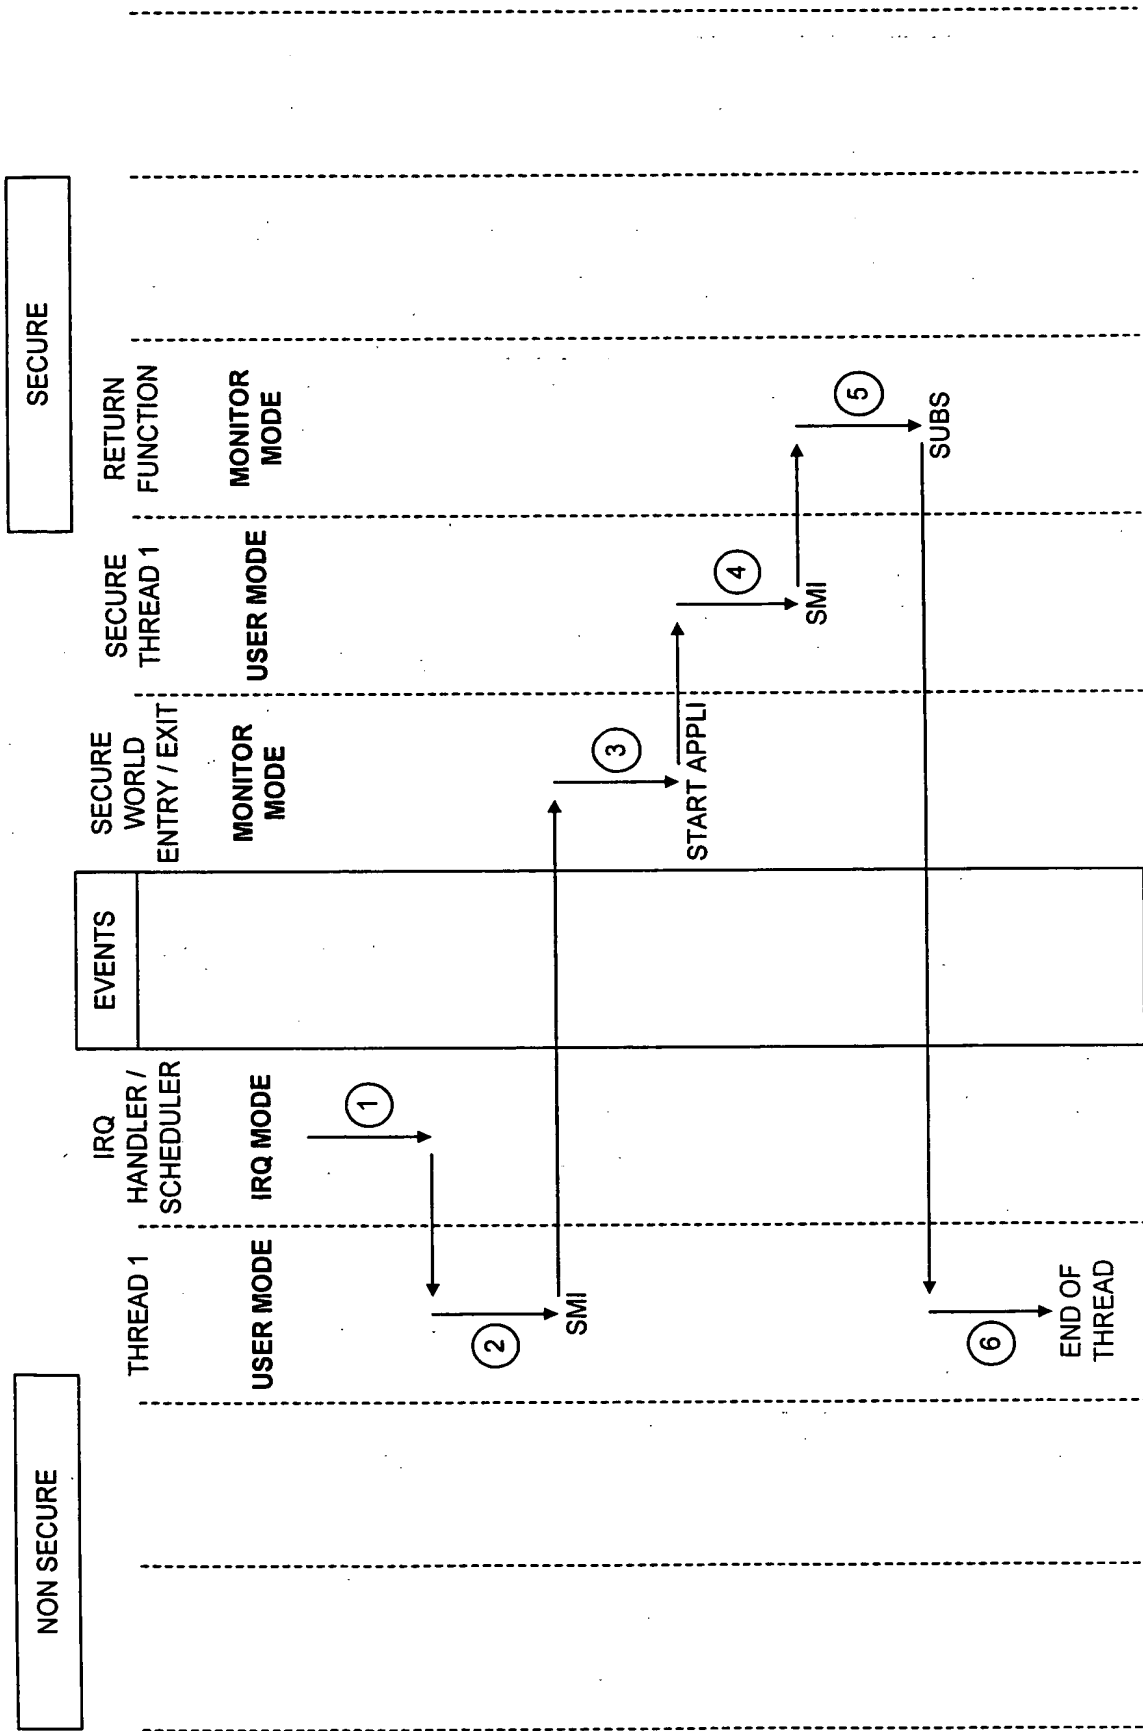 NON SECURE
SECURE
THREAD 1
IRQ
HANDLER /
SCHEDULER
EVENTS
SECURE
WORLD
ENTRY / EXIT
SECURE
THREAD 1
RETURN
FUNCTION
USER MODE
IRQ MODE
MONITOR
MODE
USER MODE
MONITOR
MODE
1
2
SMI
3
START APPLI
4
SMI
5
SUBS
6
END OF
THREAD